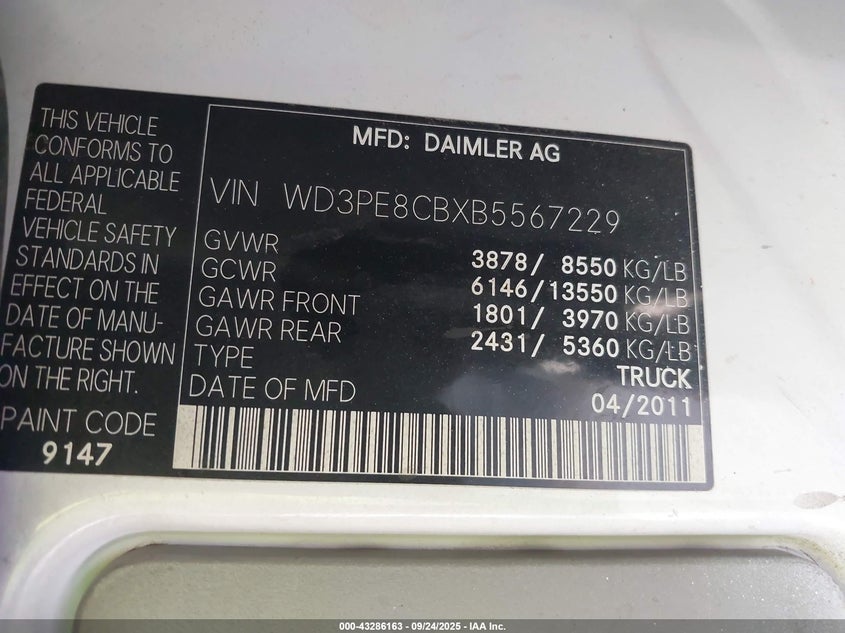 THIS VEHICLE
CONFORMS TO
ALL APPLICABLE
FEDERAL
VEHICLE SAFETY
STANDARDS IN
EFFECT ON THE
DATE OF MANU-
FACTURE SHOWN
ON THE RIGHT.
PAINT CODE
9147
MFD: DAIMLER AG
VIN WD3PE8CBXB5567229
GVWR 3878/ 8550 KG/LB
GCWR 6146/13550 KG/LB
GAWR FRONT 1801/ 3970 KG/LB
GAWR REAR 2431/ 5360 KG/LB
TYPE TRUCK
DATE OF MFD 04/2011
000-43286163 - 09/24/2025 - IAA Inc.